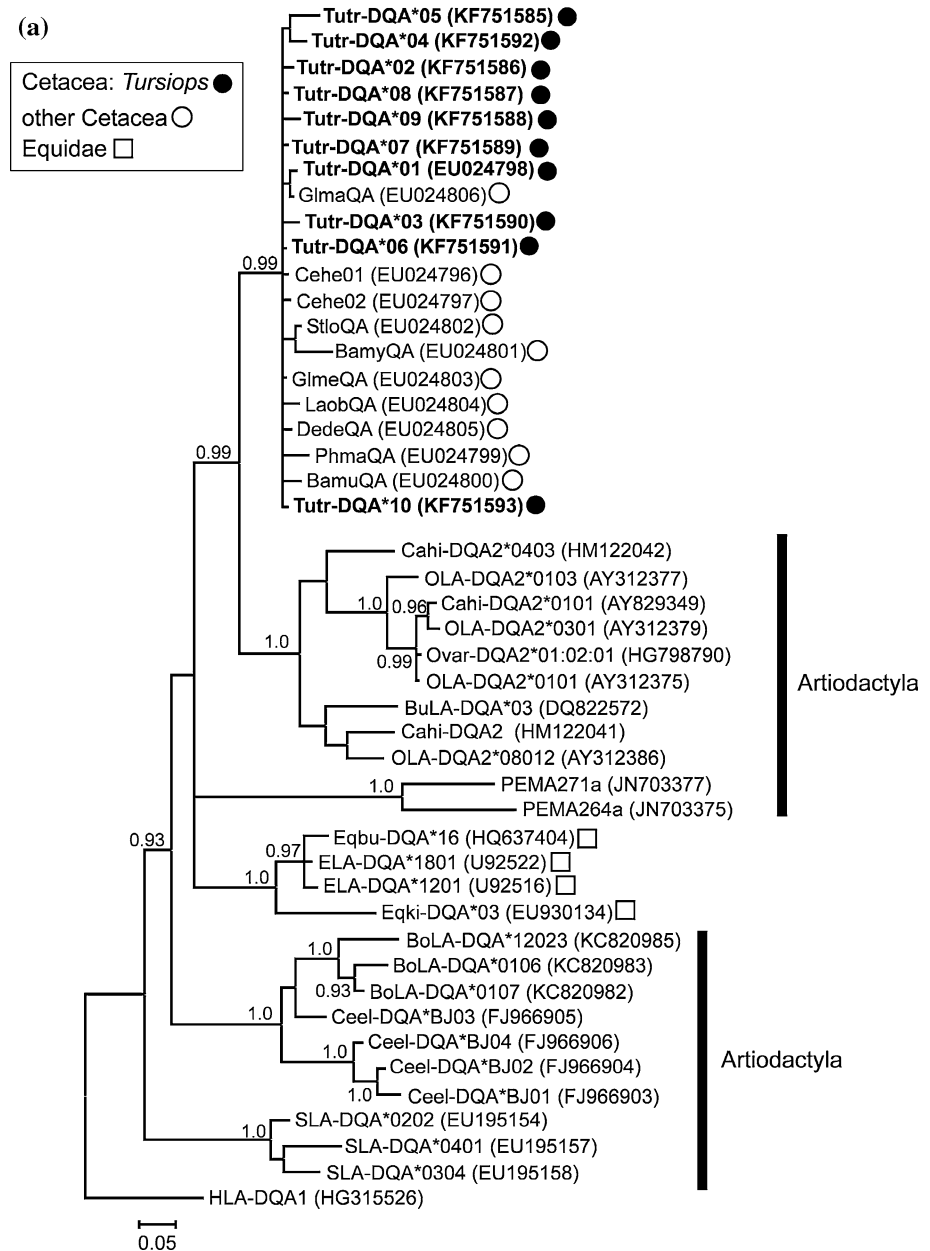 (a)
Cetacea: Tursiops
other Cetacea
Equidae
Tutr-DQA*05 (KF751585)
Tutr-DQA*04 (KF751592)
Tutr-DQA*02 (KF751586)
Tutr-DQA*08 (KF751587)
Tutr-DQA*09 (KF751588)
Tutr-DQA*07 (KF751589)
Tutr-DQA*01 (EU024798)
GlmaQA (EU024806)
Tutr-DQA*03 (KF751590)
Tutr-DQA*06 (KF751591)
0.99
Cehe01 (EU024796)
Cehe02 (EU024797)
StloQA (EU024802)
BamyQA (EU024801)
GlmeQA (EU024803)
LaobQA (EU024804)
DedeQA (EU024805)
0.99
PhmaQA (EU024799)
BamuQA (EU024800)
Tutr-DQA*10 (KF751593)
Cahi-DQA2*0403 (HM122042)
OLA-DQA2*0103 (AY312377)
1.0
0.96
Cahi-DQA2*0101 (AY829349)
OLA-DQA2*0301 (AY312379)
1.0
0.99
Ovar-DQA2*01:02:01 (HG798790)
OLA-DQA2*0101 (AY312375)
Artiodactyla
BuLA-DQA*03 (DQ822572)
Cahi-DQA2 (HM122041)
OLA-DQA2*08012 (AY312386)
1.0
PEMA271a (JN703377)
PEMA264a (JN703375)
0.93
Eqbu-DQA*16 (HQ637404)
0.97
ELA-DQA*1801 (U92522)
1.0
ELA-DQA*1201 (U92516)
Eqki-DQA*03 (EU930134)
1.0
BoLA-DQA*12023 (KC820985)
BoLA-DQA*0106 (KC820983)
0.93
BoLA-DQA*0107 (KC820982)
1.0
Ceel-DQA*BJ03 (FJ966905)
1.0
Ceel-DQA*BJ04 (FJ966906)
Ceel-DQA*BJ02 (FJ966904)
1.0
Ceel-DQA*BJ01 (FJ966903)
Artiodactyla
1.0
SLA-DQA*0202 (EU195154)
SLA-DQA*0401 (EU195157)
SLA-DQA*0304 (EU195158)
HLA-DQA1 (HG315526)
0.05